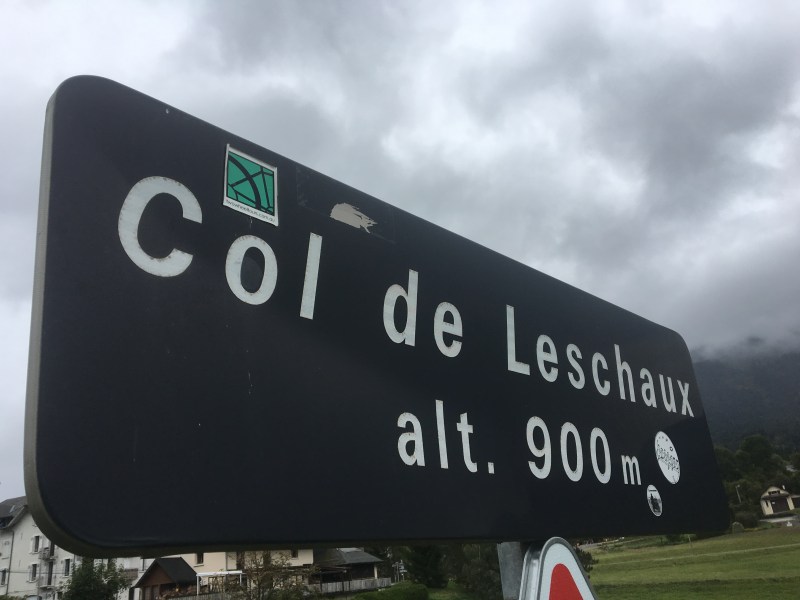 Col de Leschaux
alt. 900 m